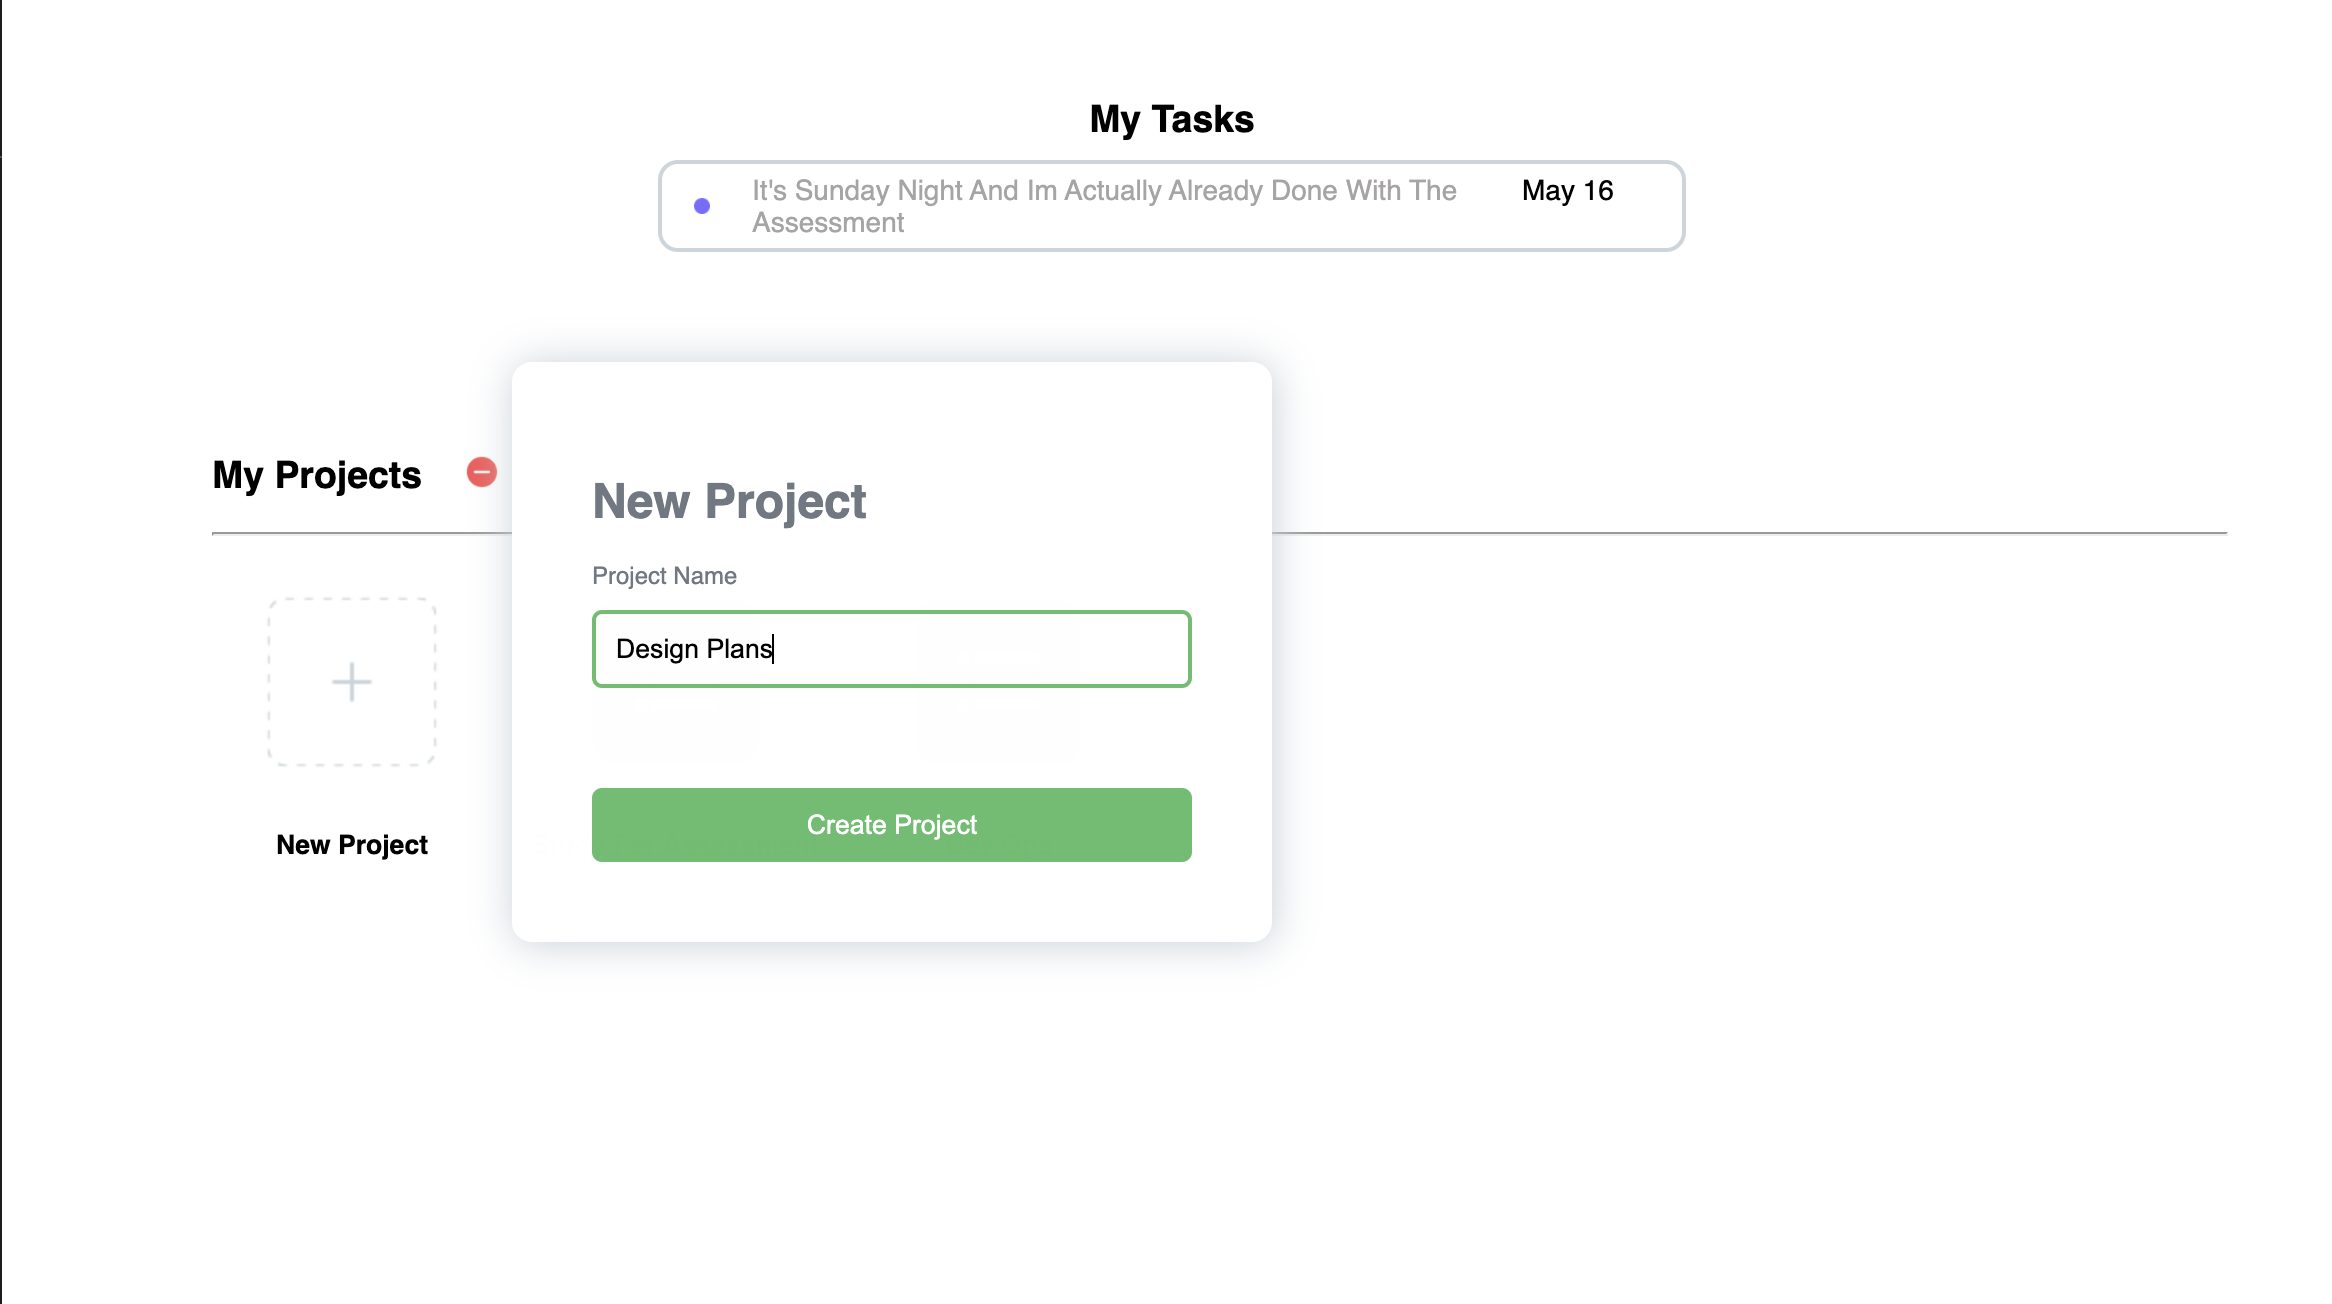 My Tasks
It's Sunday Night And Im Actually Already Done With The
Assessment
May 16
My Projects
New Project
Project Name
Design Plans
Create Project
New Project